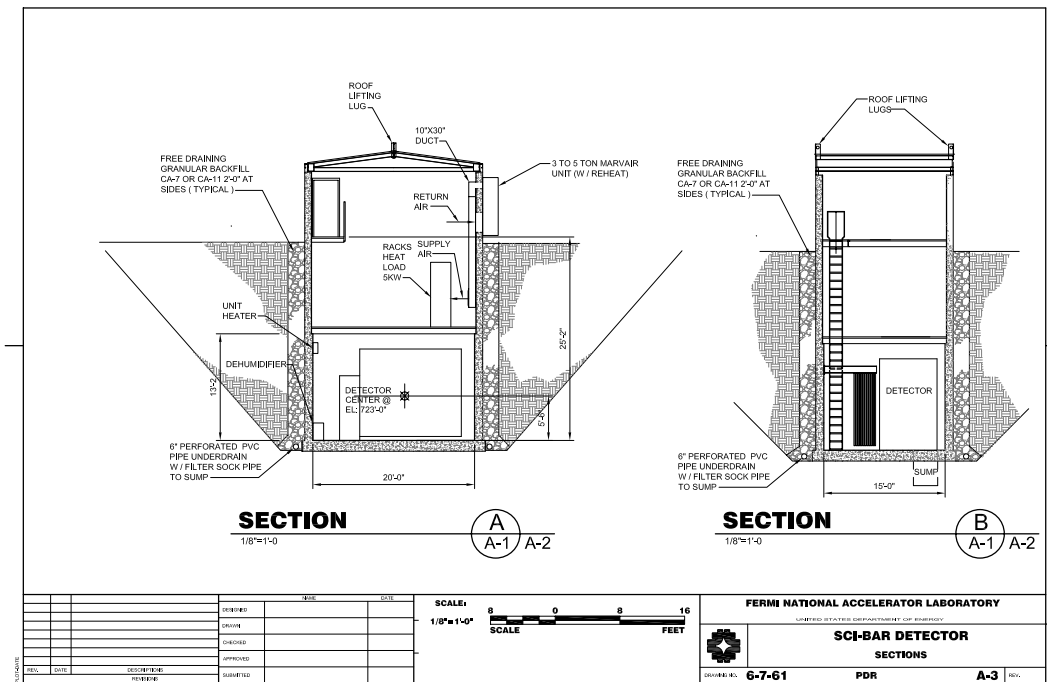 ROOF
LIFTING
LUG
10"X30"
DUCT
FREE DRAINING
GRANULAR BACKFILL
CA-7 OR CA-11 2'-0" AT
SIDES ( TYPICAL )
3 TO 5 TON MARVAIR
UNIT (W / REHEAT)
RETURN
AIR
RACKS
HEAT
LOAD
5KW
SUPPLY
AIR
UNIT
HEATER
DEHUMIDIFIER
13'-2
25'-2"
DETECTOR
CENTER @
EL: 723'-0"
6" PERFORATED PVC
PIPE UNDERDRAIN
W / FILTER SOCK PIPE
TO SUMP
20'-0"
SECTION
1/8"=1'-0
A
A-1
A-2
ROOF LIFTING
LUGS
FREE DRAINING
GRANULAR BACKFILL
CA-7 OR CA-11 2'-0" AT
SIDES ( TYPICAL )
DETECTOR
6" PERFORATED PVC
PIPE UNDERDRAIN
W / FILTER SOCK PIPE
TO SUMP
SUMP
15'-0"
SECTION
1/8"=1'-0
B
A-1
A-2
REV. DATE DESCRIPTIONS
REVISIONS
NAME DATE
DESIGNED
DRAWN
CHECKED
APPROVED
SUBMITTED
SCALE:
1/8"=1'-0"
8 0 8 16
SCALE FEET
FERMI NATIONAL ACCELERATOR LABORATORY
UNITED STATES DEPARTMENT OF ENERGY
SCI-BAR DETECTOR
SECTIONS
DRAWING NO. 6-7-61 PDR A-3 REV.